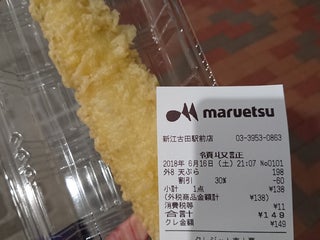 maruetsu
新江古田駅前店 03-3953-0863
領収証
2018年 6月16日(土)21:07 No0101
外8 天ぷら 198
割引 30% -60
小計 1点 ¥138
(外税商品金額計 ¥138)
消費税等 ¥11
合計 ¥149
クレ金額 ¥149